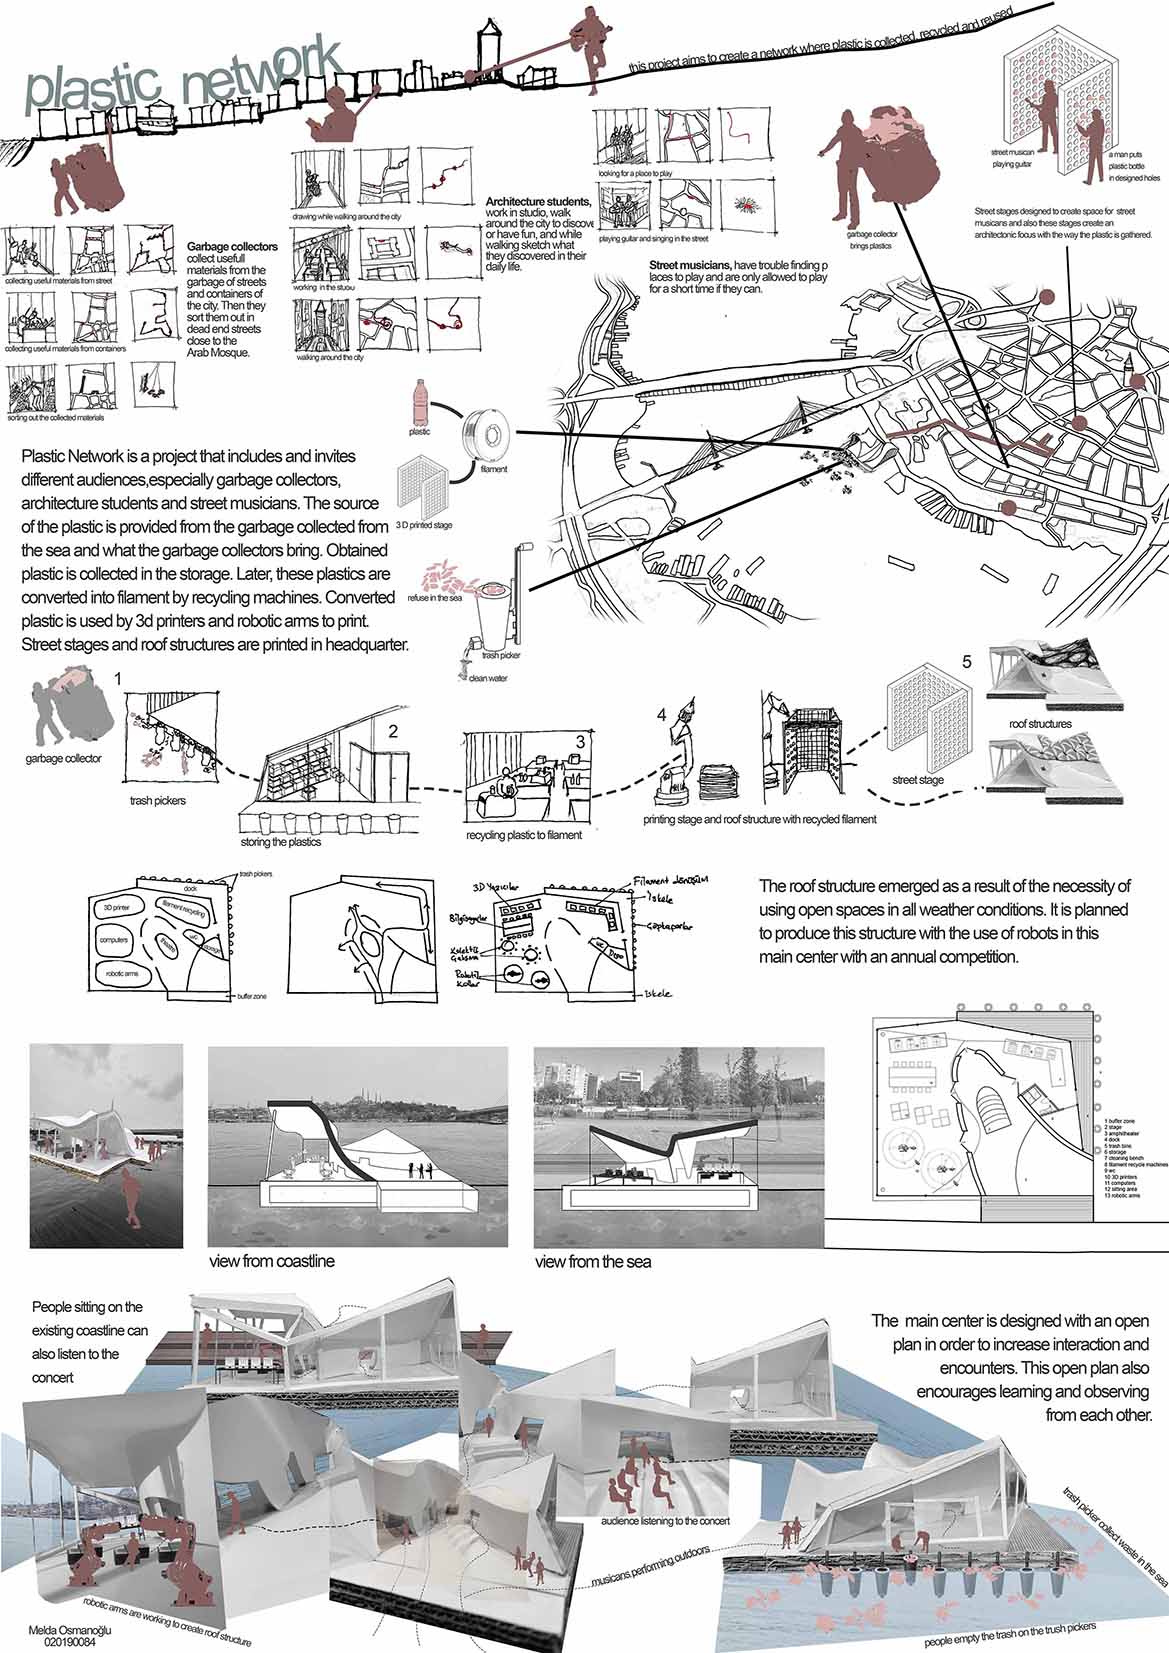 plastic network
this project aims to create a network where plastic is collected, recycled and reused
street musican
playing guitar
a man puts
plastic bottle
in designed holes
Street stages designed to create space for street
musicans and also these stages create an
architectonic focus with the way the plastic is gathered.
garbage collector
brings plastics
looking for a place to play
playing gutiar and singing in the street
Street musicians, have trouble finding p
laces to play and are only allowed to play
for a short time if they can.
drawing while walking around the city
working in the studio
walking around the city
Architecture students,
work in studio, walk
around the city to discove
or have fun, and while
walking sketch what
they discovered in their
daily life.
Garbage collectors
collect usefull
materials from the
garbage of streets
and containers of
the city. Then they
sort them out in
dead end streets
close to the
Arab Mosque.
collecting useful materials from street
collecting useful materials from containers
sorting out the collected materials
plastic
filament
3 D printed stage
refuse in the sea
trash picker
clean water
Plastic Network is a project that includes and invites
different audiences,especially garbage collectors,
architecture students and street musicians. The source
of the plastic is provided from the garbage collected from
the sea and what the garbage collectors bring. Obtained
plastic is collected in the storage. Later, these plastics are
converted into filament by recycling machines. Converted
plastic is used by 3d printers and robotic arms to print.
Street stages and roof structures are printed in headquarter.
garbage collector
1
trash pickers
2
storing the plastics
3
recycling plastic to filament
4
printing stage and roof structure with recycled filament
5
street stage
roof structures
trash pickers
dock
3D printer
filament recycling
computers
theatre
wc
storage
robotic arms
buffer zone
3D Yazıcılar
Filament dönüşüm
İskele
Bilgisayarlar
Çöpkaparlar
Kolektif
Çalışma
wc
Depo
Robotik
Kollar
İskele
The roof structure emerged as a result of the necessity of
using open spaces in all weather conditions. It is planned
to produce this structure with the use of robots in this
main center with an annual competition.
1 buffer zone
2 stage
3 amphitheater
4 dock
5 trash bins
6 storage
7 cleaning bench
8 filament recycle machines
9 wc
10 3D printers
11 computers
12 sitting area
13 robotic arms
view from coastline
view from the sea
People sitting on the
existing coastline can
also listen to the
concert
The main center is designed with an open
plan in order to increase interaction and
encounters. This open plan also
encourages learning and observing
from each other.
audience listening to the concert
musicans performing outdoors
trash picker collect waste in the sea
robotic arms are working to create roof structure
people empty the trash on the trush pickers
Melda Osmanoğlu
020190084